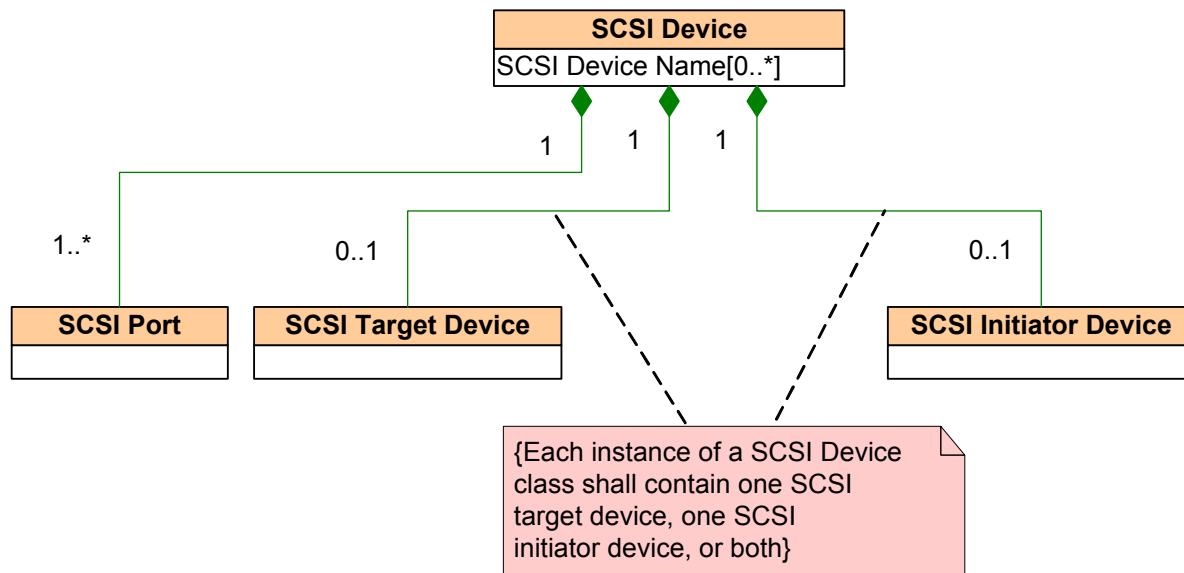 SCSI Device
SCSI Device Name[0..*]
1
1
1
1..*
0..1
0..1
SCSI Port
SCSI Target Device
SCSI Initiator Device
{Each instance of a SCSI Device
class shall contain one SCSI
target device, one SCSI
initiator device, or both}